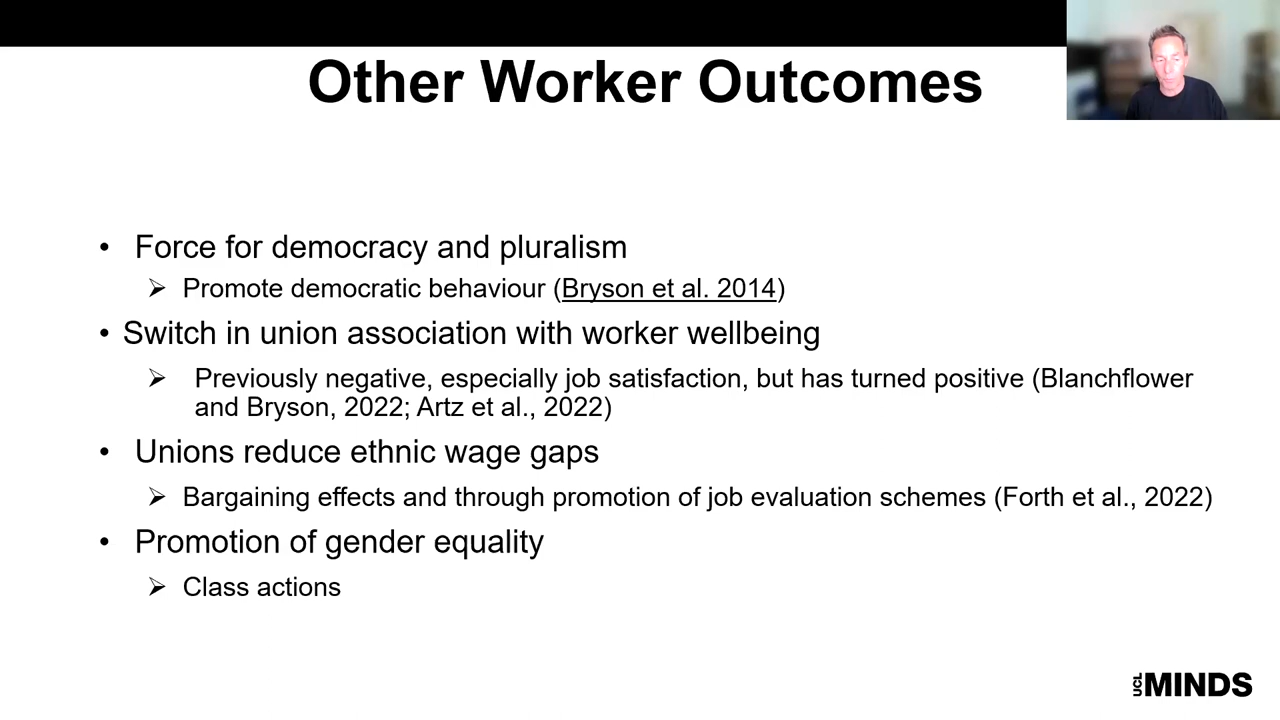 Other Worker Outcomes
• Force for democracy and pluralism
➢ Promote democratic behaviour (Bryson et al. 2014)
• Switch in union association with worker wellbeing
➢ Previously negative, especially job satisfaction, but has turned positive (Blanchflower
and Bryson, 2022; Artz et al., 2022)
• Unions reduce ethnic wage gaps
➢ Bargaining effects and through promotion of job evaluation schemes (Forth et al., 2022)
• Promotion of gender equality
➢ Class actions
UCL MINDS